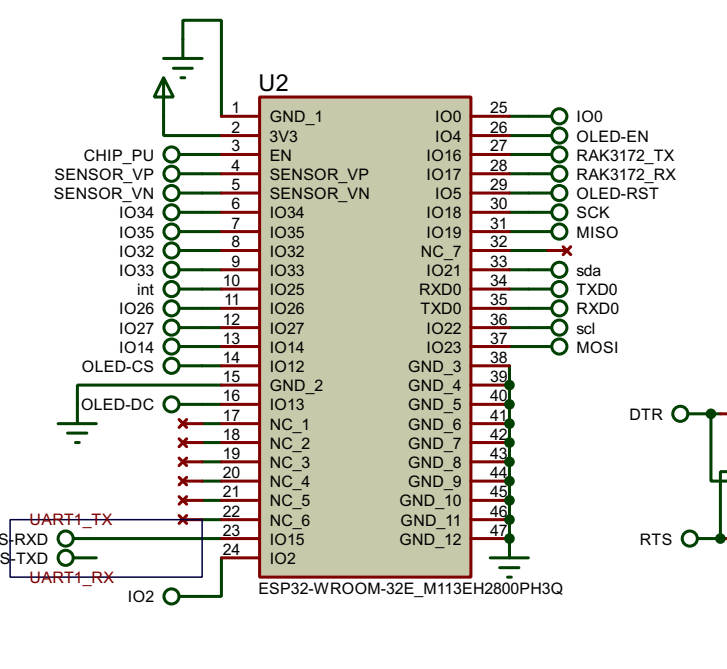 U2
1 GND_1 IO0 25 IO0
2 3V3 IO4 26 OLED-EN
CHIP_PU 3 EN IO16 27 RAK3172_TX
SENSOR_VP 4 SENSOR_VP IO17 28 RAK3172_RX
SENSOR_VN 5 SENSOR_VN IO5 29 OLED-RST
IO34 6 IO34 IO18 30 SCK
IO35 7 IO35 IO19 31 MISO
IO32 8 IO32 NC_7 32
IO33 9 IO33 IO21 33 sda
int 10 IO25 RXD0 34 TXD0
IO26 11 IO26 TXD0 35 RXD0
IO27 12 IO27 IO22 36 scl
IO14 13 IO14 IO23 37 MOSI
OLED-CS 14 IO12 GND_3 38
15 GND_2 GND_4 39
OLED-DC 16 IO13 GND_5 40
17 NC_1 GND_6 41
DTR
18 NC_2 GND_7 42
19 NC_3 GND_8 43
20 NC_4 GND_9 44
21 NC_5 GND_10 45
UART1_TX 22 NC_6 GND_11 46
S-RXD 23 IO15 GND_12 47
RTS
S-TXD 24 IO2
UART1_RX
IO2
ESP32-WROOM-32E_M113EH2800PH3Q